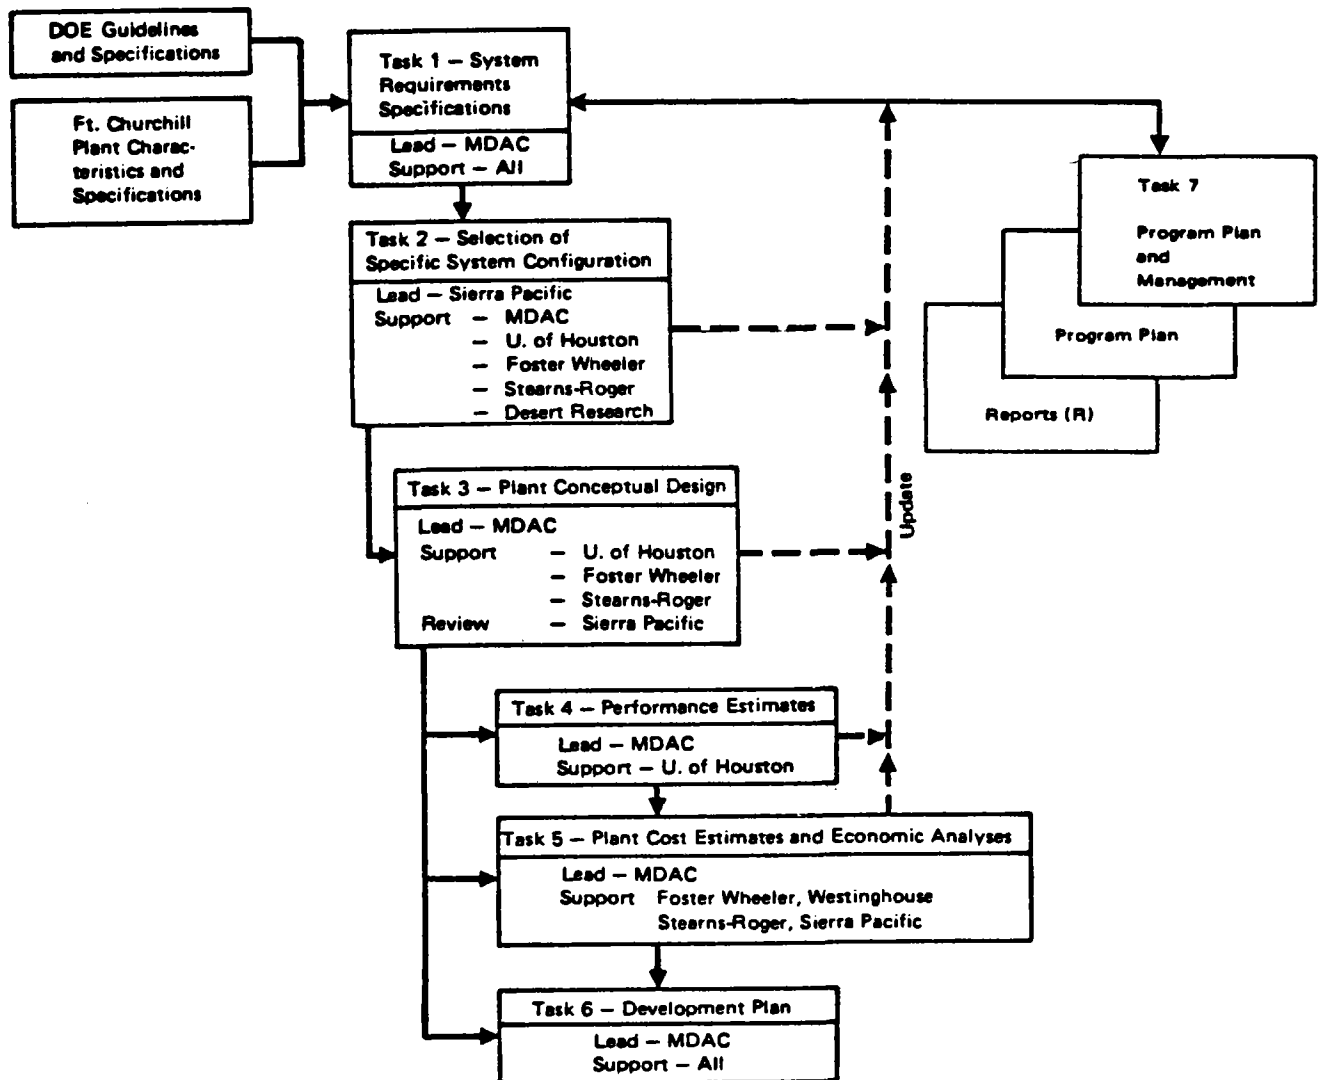 DOE Guidelines
and Specifications
Ft. Churchill
Plant Charac-
teristics and
Specifications
Task 1 — System
Requirements
Specifications
Lead — MDAC
Support — All
Task 2 — Selection of
Specific System Configuration
Lead — Sierra Pacific
Support — MDAC
— U. of Houston
— Foster Wheeler
— Stearns-Roger
— Desert Research
Task 3 — Plant Conceptual Design
Lead — MDAC
Support — U. of Houston
— Foster Wheeler
— Stearns-Roger
Review — Sierra Pacific
Task 4 — Performance Estimates
Lead — MDAC
Support — U. of Houston
Task 5 — Plant Cost Estimates and Economic Analyses
Lead — MDAC
Support Foster Wheeler, Westinghouse
Stearns-Roger, Sierra Pacific
Task 6 — Development Plan
Lead — MDAC
Support — All
Update
Task 7
Program Plan
and
Management
Program Plan
Reports (R)